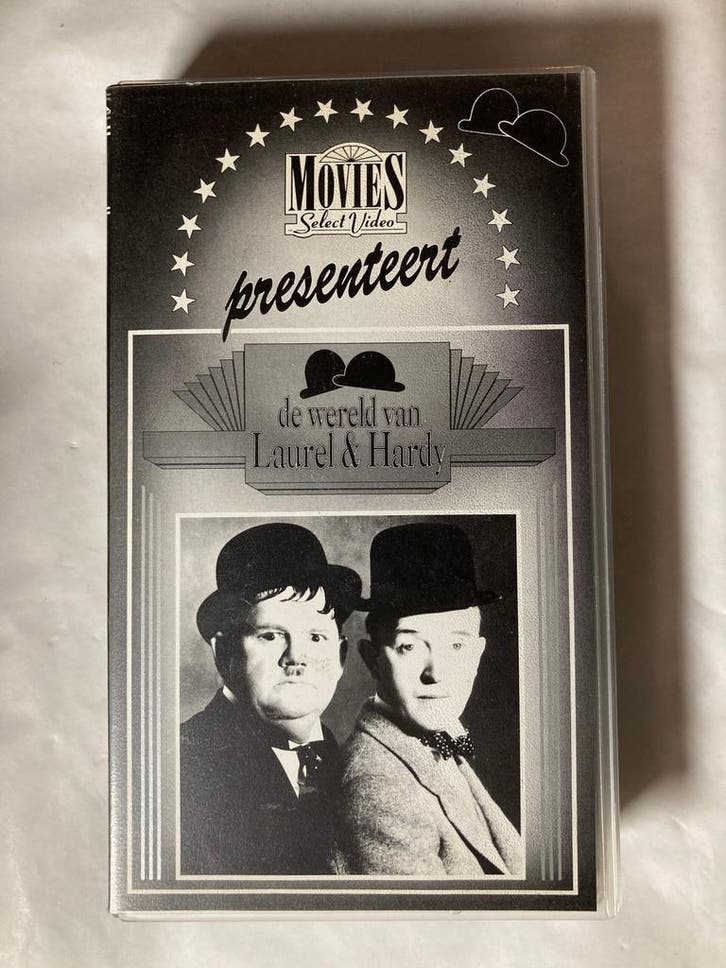 MOVIES
Select Video
presenteert
de wereld van
Laurel & Hardy